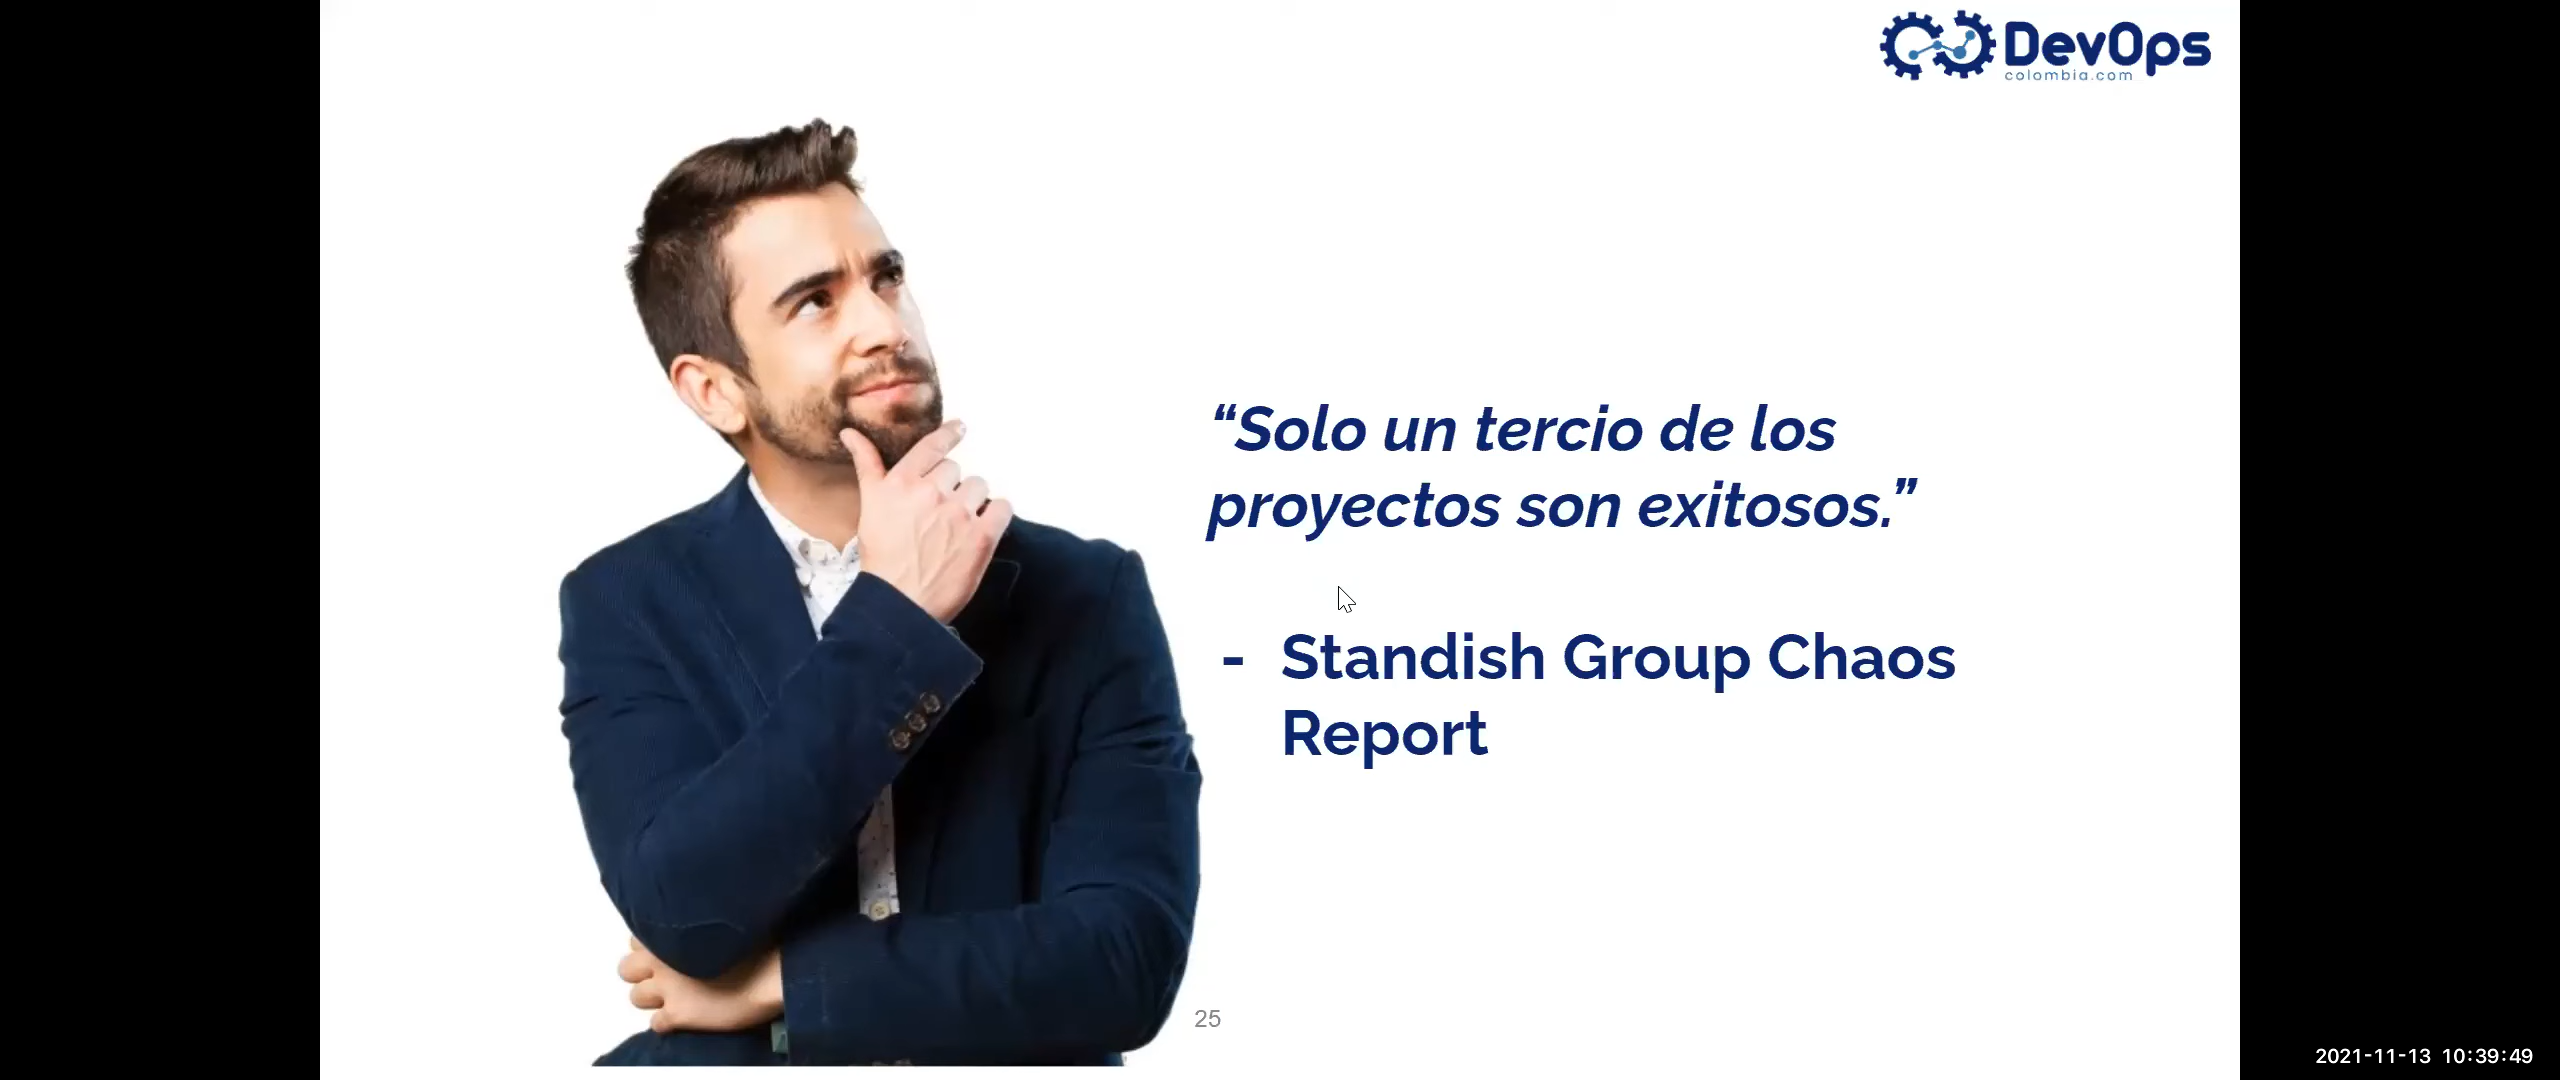 DevOps
colombia.com
“Solo un tercio de los
proyectos son exitosos.”
- Standish Group Chaos
Report
25
2021-11-13 10:39:49